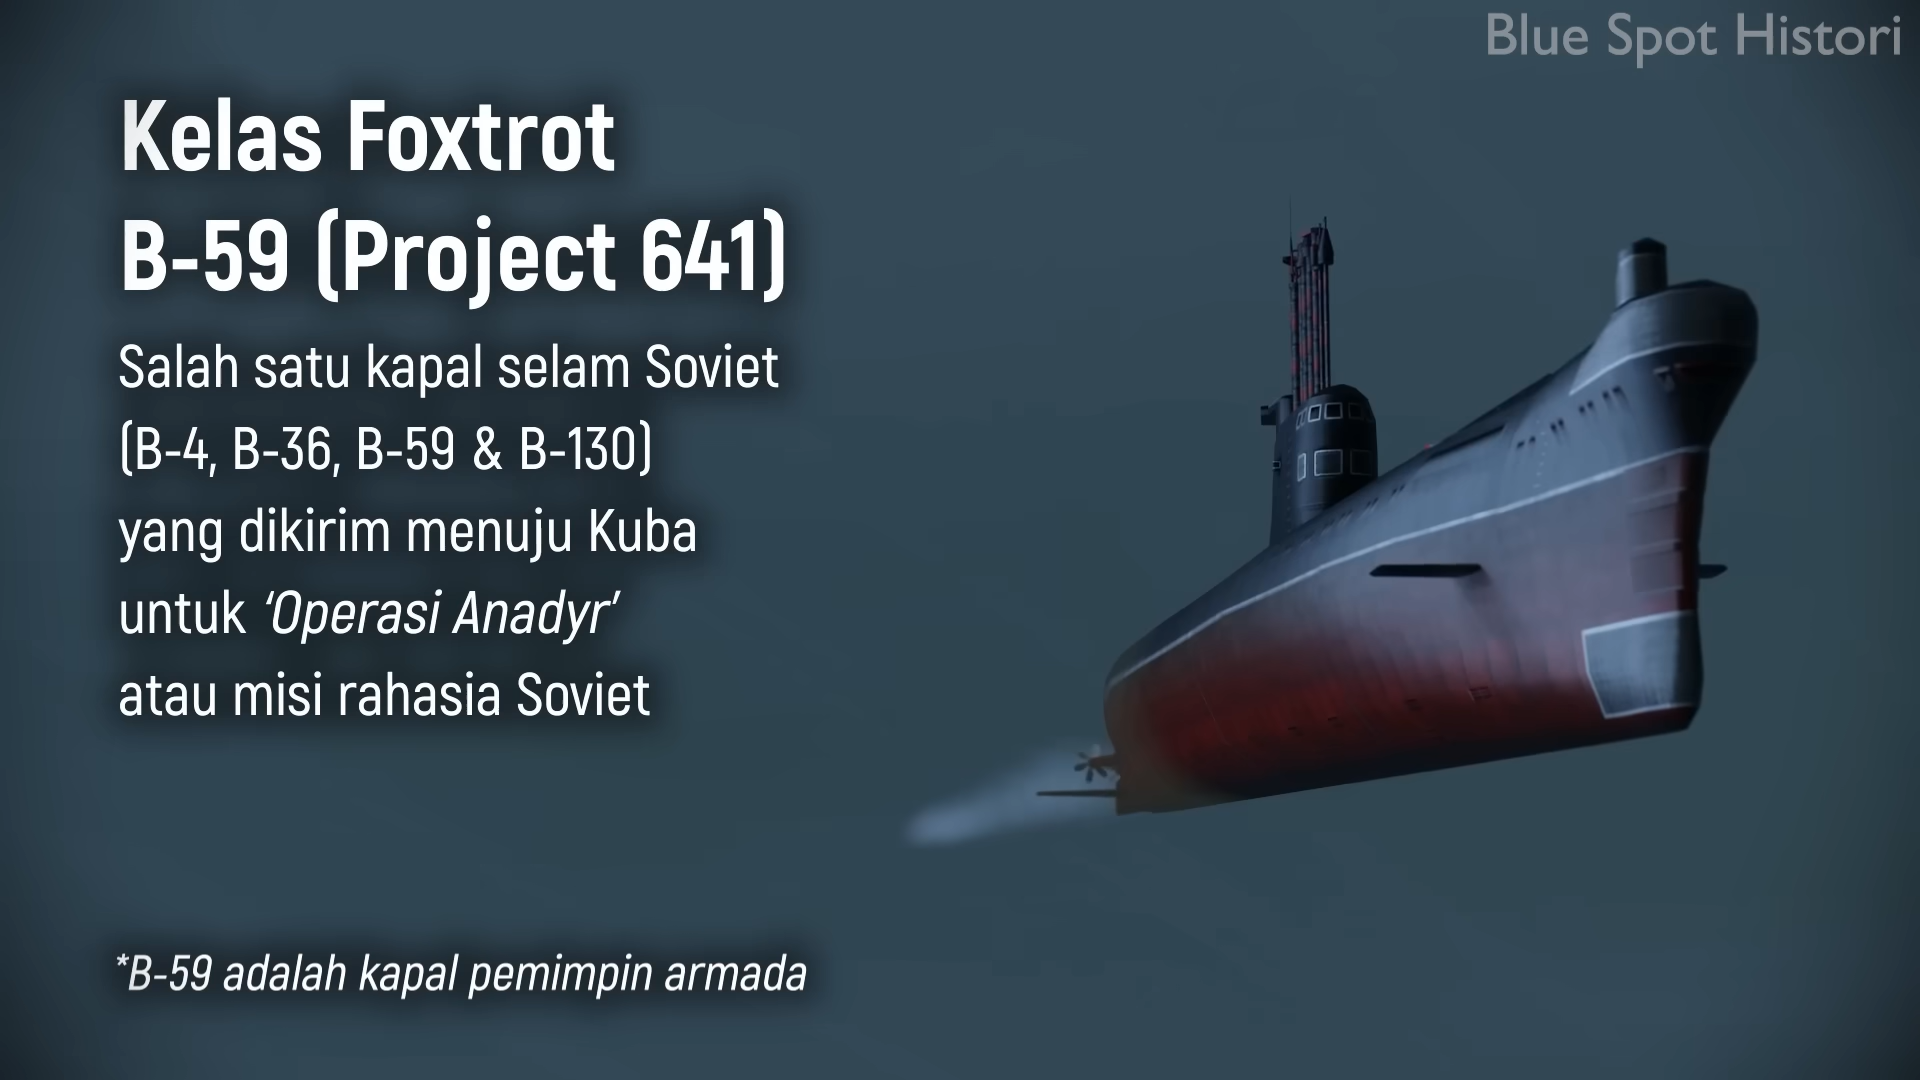 Blue Spot Histori
Kelas Foxtrot
B-59 (Project 641)
Salah satu kapal selam Soviet
(B-4, B-36, B-59 & B-130)
yang dikirim menuju Kuba
untuk ‘Operasi Anadyr’
atau misi rahasia Soviet
*B-59 adalah kapal pemimpin armada